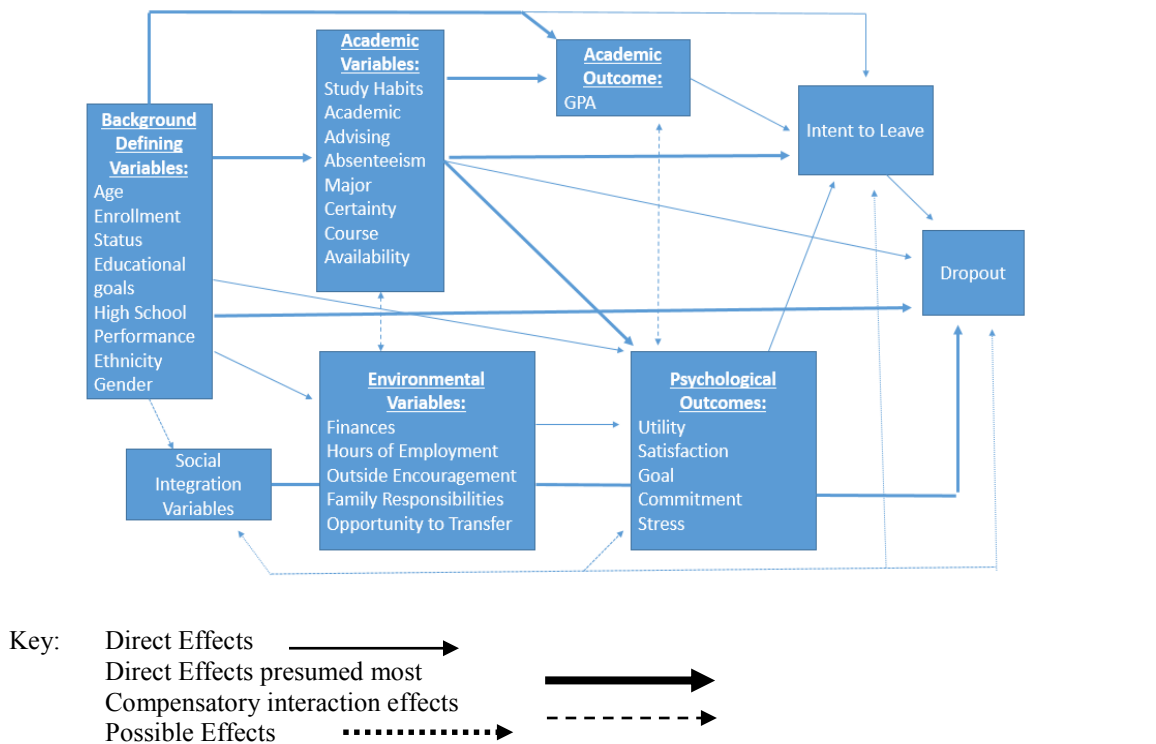 Background
Defining
Variables:
Age
Enrollment
Status
Educational
goals
High School
Performance
Ethnicity
Gender
Academic
Variables:
Study Habits
Academic
Advising
Absenteeism
Major
Certainty
Course
Availability
Academic
Outcome:
GPA
Intent to Leave
Dropout
Social
Integration
Variables
Environmental
Variables:
Finances
Hours of Employment
Outside Encouragement
Family Responsibilities
Opportunity to Transfer
Psychological
Outcomes:
Utility
Satisfaction
Goal
Commitment
Stress
Key: Direct Effects
Direct Effects presumed most
Compensatory interaction effects
Possible Effects